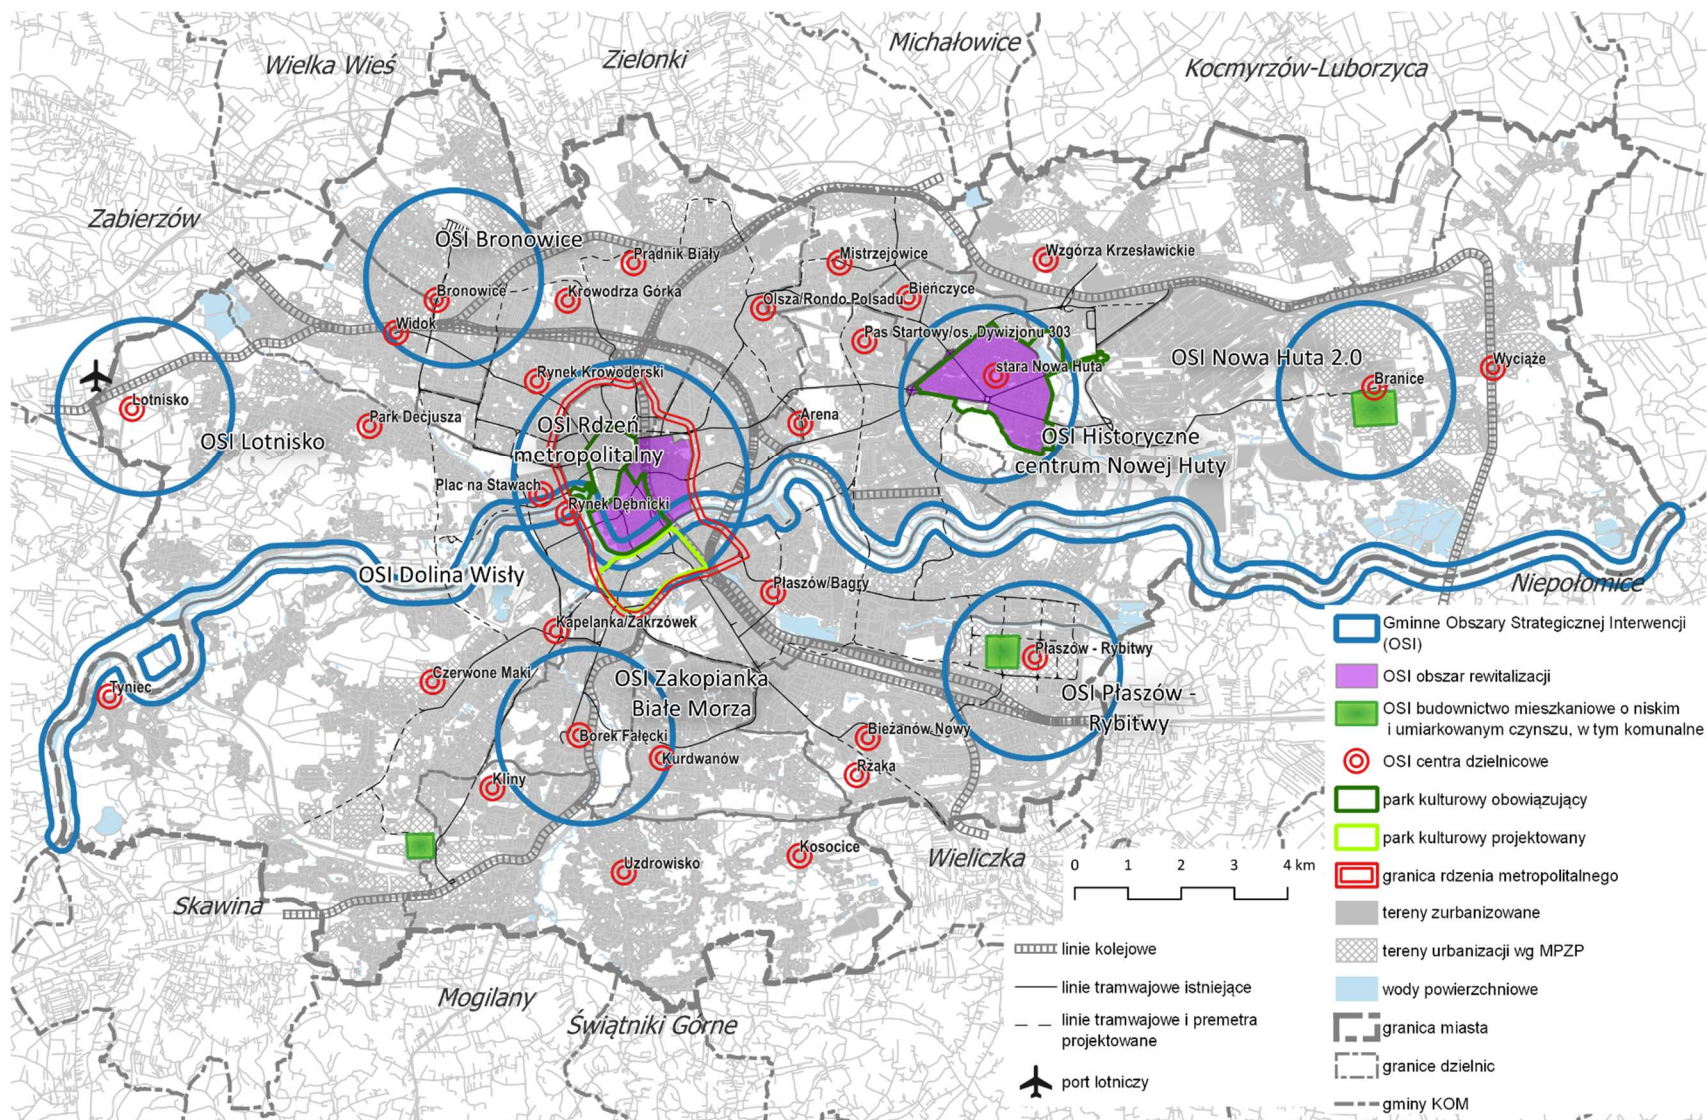 Wielka Wieś
Zielonki
Michałowice
Kocmyrzów-Luborzyca
Zabierzów
OSI Bronowice
Prądnik Biały
Mistrzejowice
Wzgórza Krzesławickie
Bronowice
Krowodrza Górka
Olsza/Rondo Polsadu
Bieńczyce
Widok
Pas Startowy/os. Dywizjonu 303
OSI Nowa Huta 2.0
Wyciąże
Rynek Krowoderski
stara Nowa Huta
Branice
Lotnisko
Park Decjusza
Arena
OSI Lotnisko
OSI Rdzeń
metropolitalny
OSI Historyczne
centrum Nowej Huty
Plac na Stawach
Rynek Dębnicki
OSI Dolina Wisły
Płaszów/Bagry
Niepołomice
Kapelanka/Zakrzówek
Płaszów - Rybitwy
Czerwone Maki
OSI Zakopianka
Białe Morza
OSI Płaszów -
Rybitwy
Tyniec
Borek Fałęcki
Bieżanów Nowy
Kurdwanów
Rżąka
Kliny
Uzdrowisko
Kosocice
Wieliczka
Skawina
Mogilany
Świątniki Górne
0 1 2 3 4 km
linie kolejowe
linie tramwajowe istniejące
linie tramwajowe i premetra
projektowane
port lotniczy
Gminne Obszary Strategicznej Interwencji
(OSI)
OSI obszar rewitalizacji
OSI budownictwo mieszkaniowe o niskim
i umiarkowanym czynszu, w tym komunalne
OSI centra dzielnicowe
park kulturowy obowiązujący
park kulturowy projektowany
granica rdzenia metropolitalnego
tereny zurbanizowane
tereny urbanizacji wg MPZP
wody powierzchniowe
granica miasta
granice dzielnic
gminy KOM